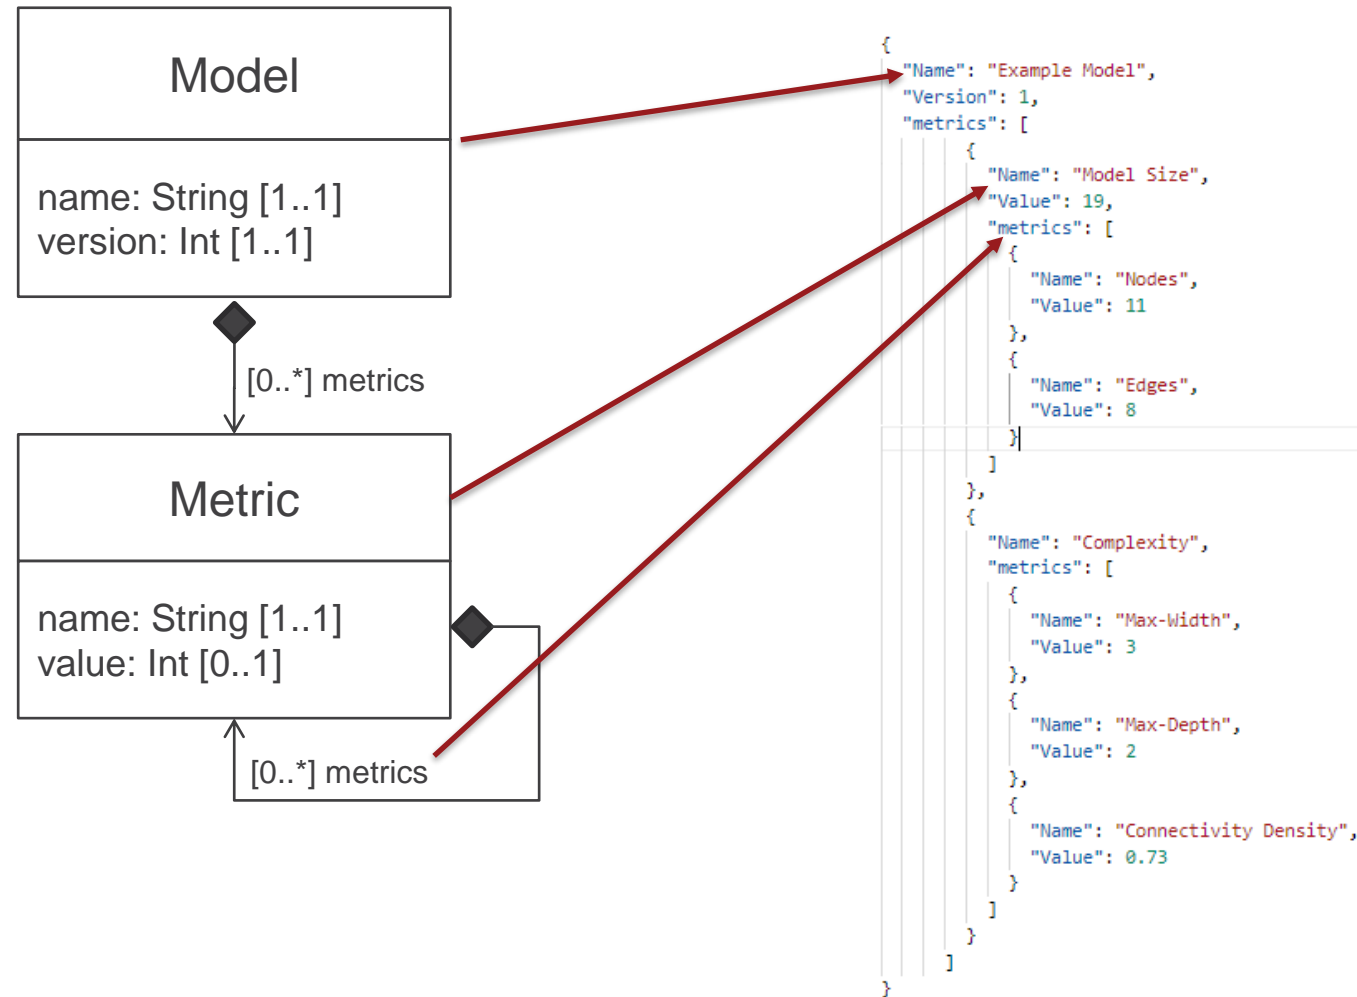 Model
name: String [1..1]
version: Int [1..1]
[0..*] metrics
Metric
name: String [1..1]
value: Int [0..1]
[0..*] metrics
{
"Name": "Example Model",
"Version": 1,
"metrics": [
{
"Name": "Model Size",
"Value": 19,
"metrics": [
{
"Name": "Nodes",
"Value": 11
},
{
"Name": "Edges",
"Value": 8
}
]
},
{
"Name": "Complexity",
"metrics": [
{
"Name": "Max-Width",
"Value": 3
},
{
"Name": "Max-Depth",
"Value": 2
},
{
"Name": "Connectivity Density",
"Value": 0.73
}
]
}
]
}